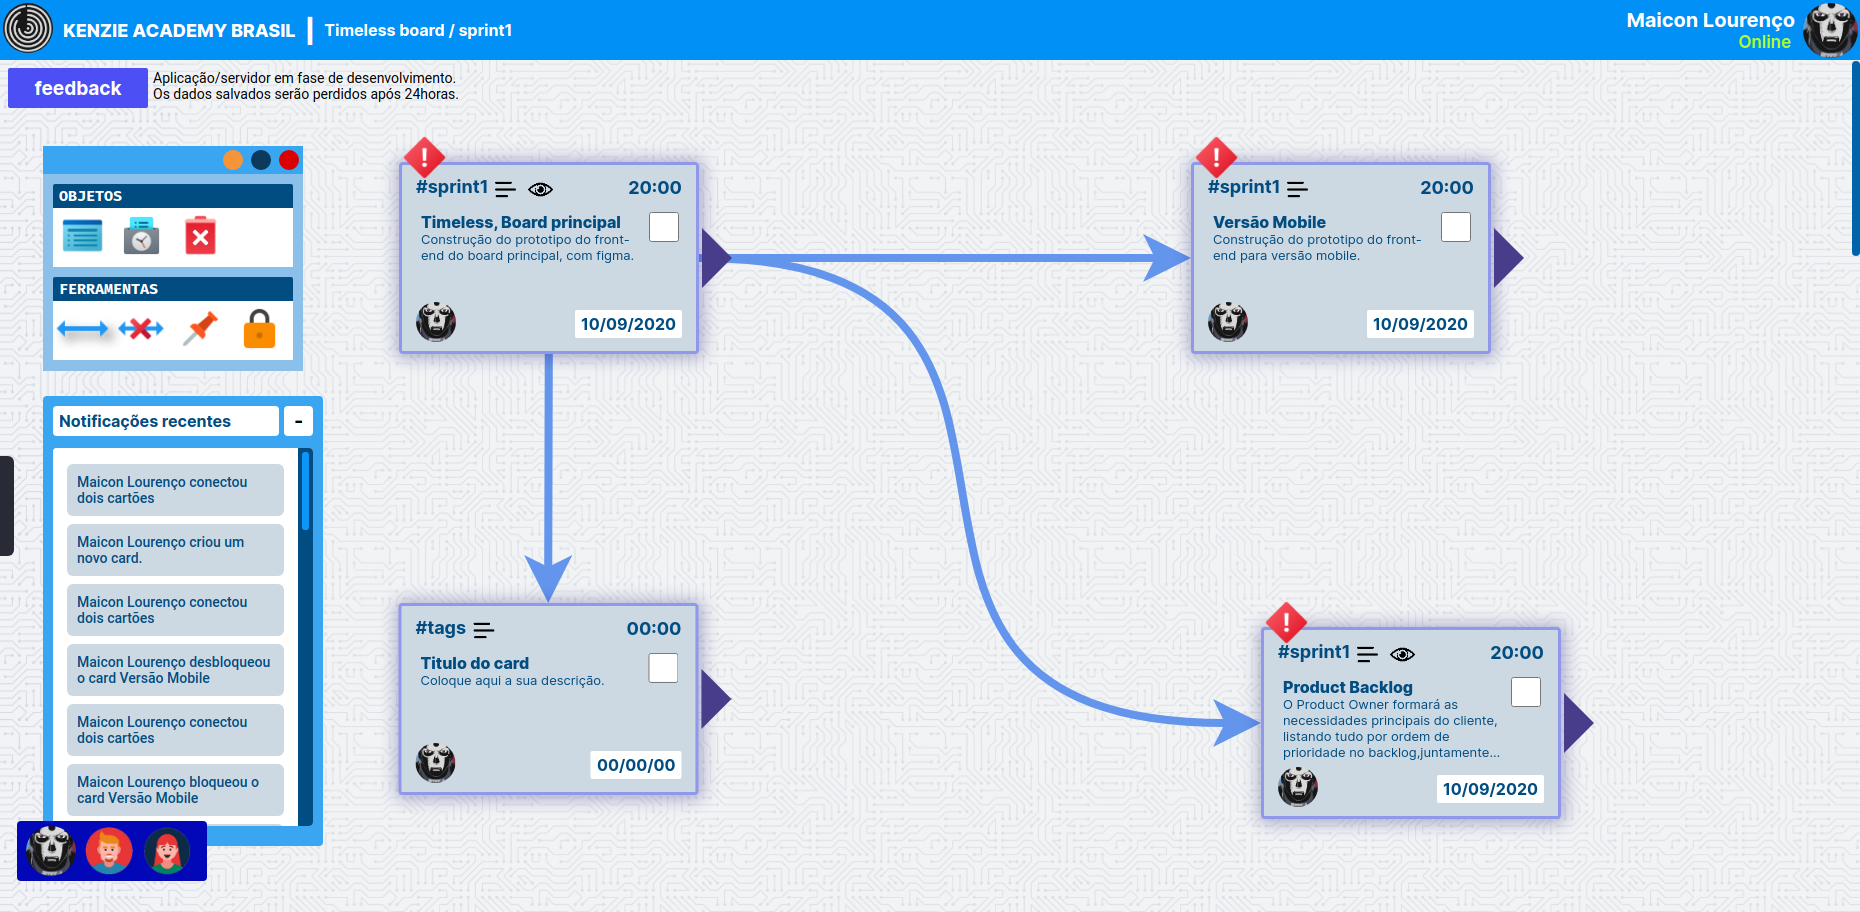 KENZIE ACADEMY BRASIL | Timeless board / sprint1
Maicon Lourenço
Online
feedback
Aplicação/servidor em fase de desenvolvimento.
Os dados salvados serão perdidos após 24horas.
OBJETOS
FERRAMENTAS
Notificações recentes -
Maicon Lourenço conectou
dois cartões
Maicon Lourenço criou um
novo card.
Maicon Lourenço conectou
dois cartões
Maicon Lourenço desbloqueou
o card Versão Mobile
Maicon Lourenço conectou
dois cartões
Maicon Lourenço bloqueou o
card Versão Mobile
#sprint1 20:00
Timeless, Board principal
Construção do prototipo do front-
end do board principal, com figma.
10/09/2020
#sprint1 20:00
Versão Mobile
Construção do prototipo do front-
end para versão mobile.
10/09/2020
#tags 00:00
Titulo do card
Coloque aqui a sua descrição.
00/00/00
#sprint1 20:00
Product Backlog
O Product Owner formará as
necessidades principais do cliente,
listando tudo por ordem de
prioridade no backlog,juntamente...
10/09/2020